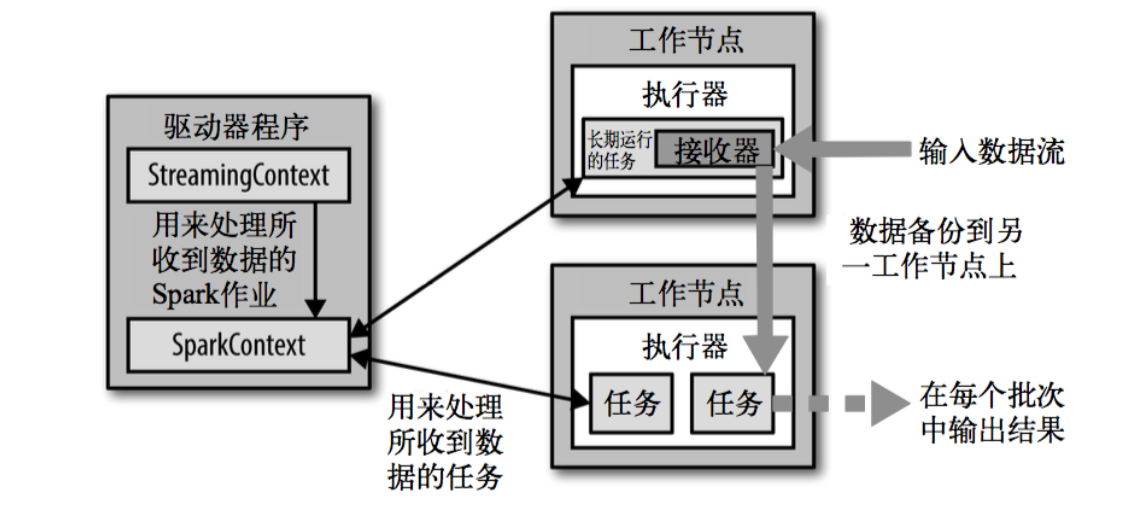 驱动器程序
StreamingContext
用来处理所
收到数据的
Spark作业
SparkContext
工作节点
执行器
长期运行
的任务
接收器
输入数据流
数据备份到另
一工作节点上
工作节点
执行器
任务
任务
用来处理
所收到数
据的任务
在每个批次
中输出结果